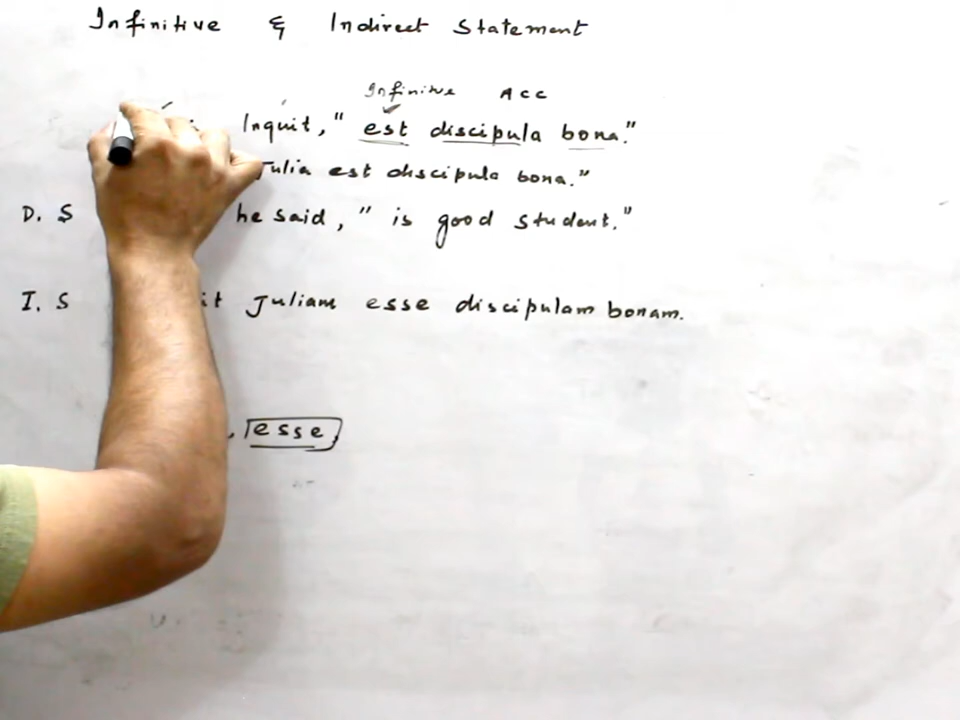 Infinitive & Indirect Statement
Infinitive ACC
Inquit, " est discipula bona."
Julia est discipula bona."
D. S he said, " is good student."
I. S it Juliam esse discipulam bonam.
, esse,